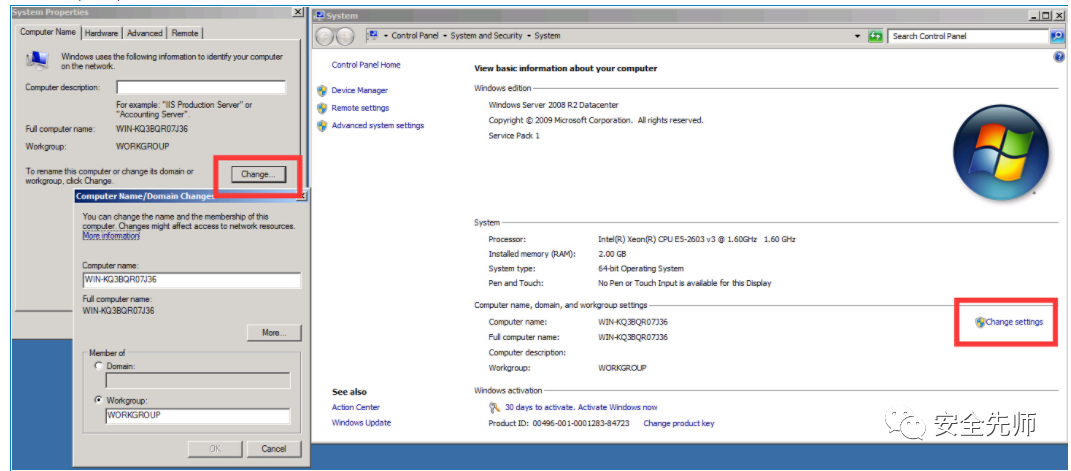 System Properties
Computer Name Hardware Advanced Remote
Windows uses the following information to identify your computer
on the network.
Computer description:
For example: "IIS Production Server" or
"Accounting Server".
Full computer name: WIN-KQ3BQR07J36
Workgroup: WORKGROUP
To rename this computer or change its domain or
workgroup, click Change.
Change...
Computer Name/Domain Changes
You can change the name and the membership of this
computer. Changes might affect access to network resources.
More information
Computer name:
WIN-KQ3BQR07J36
Full computer name:
WIN-KQ3BQR07J36
More...
Member of
Domain:
Workgroup:
WORKGROUP
OK Cancel
System
Control Panel System and Security System
Search Control Panel
Control Panel Home
Device Manager
Remote settings
Advanced system settings
See also
Action Center
Windows Update
View basic information about your computer
Windows edition
Windows Server 2008 R2 Datacenter
Copyright © 2009 Microsoft Corporation. All rights reserved.
Service Pack 1
System
Processor: Intel(R) Xeon(R) CPU E5-2603 v3 @ 1.60GHz 1.60 GHz
Installed memory (RAM): 2.00 GB
System type: 64-bit Operating System
Pen and Touch: No Pen or Touch Input is available for this Display
Computer name, domain, and workgroup settings
Computer name: WIN-KQ3BQR07J36
Change settings
Full computer name: WIN-KQ3BQR07J36
Computer description:
Workgroup: WORKGROUP
Windows activation
30 days to activate. Activate Windows now
Product ID: 00496-001-0001283-84723 Change product key
安全先师